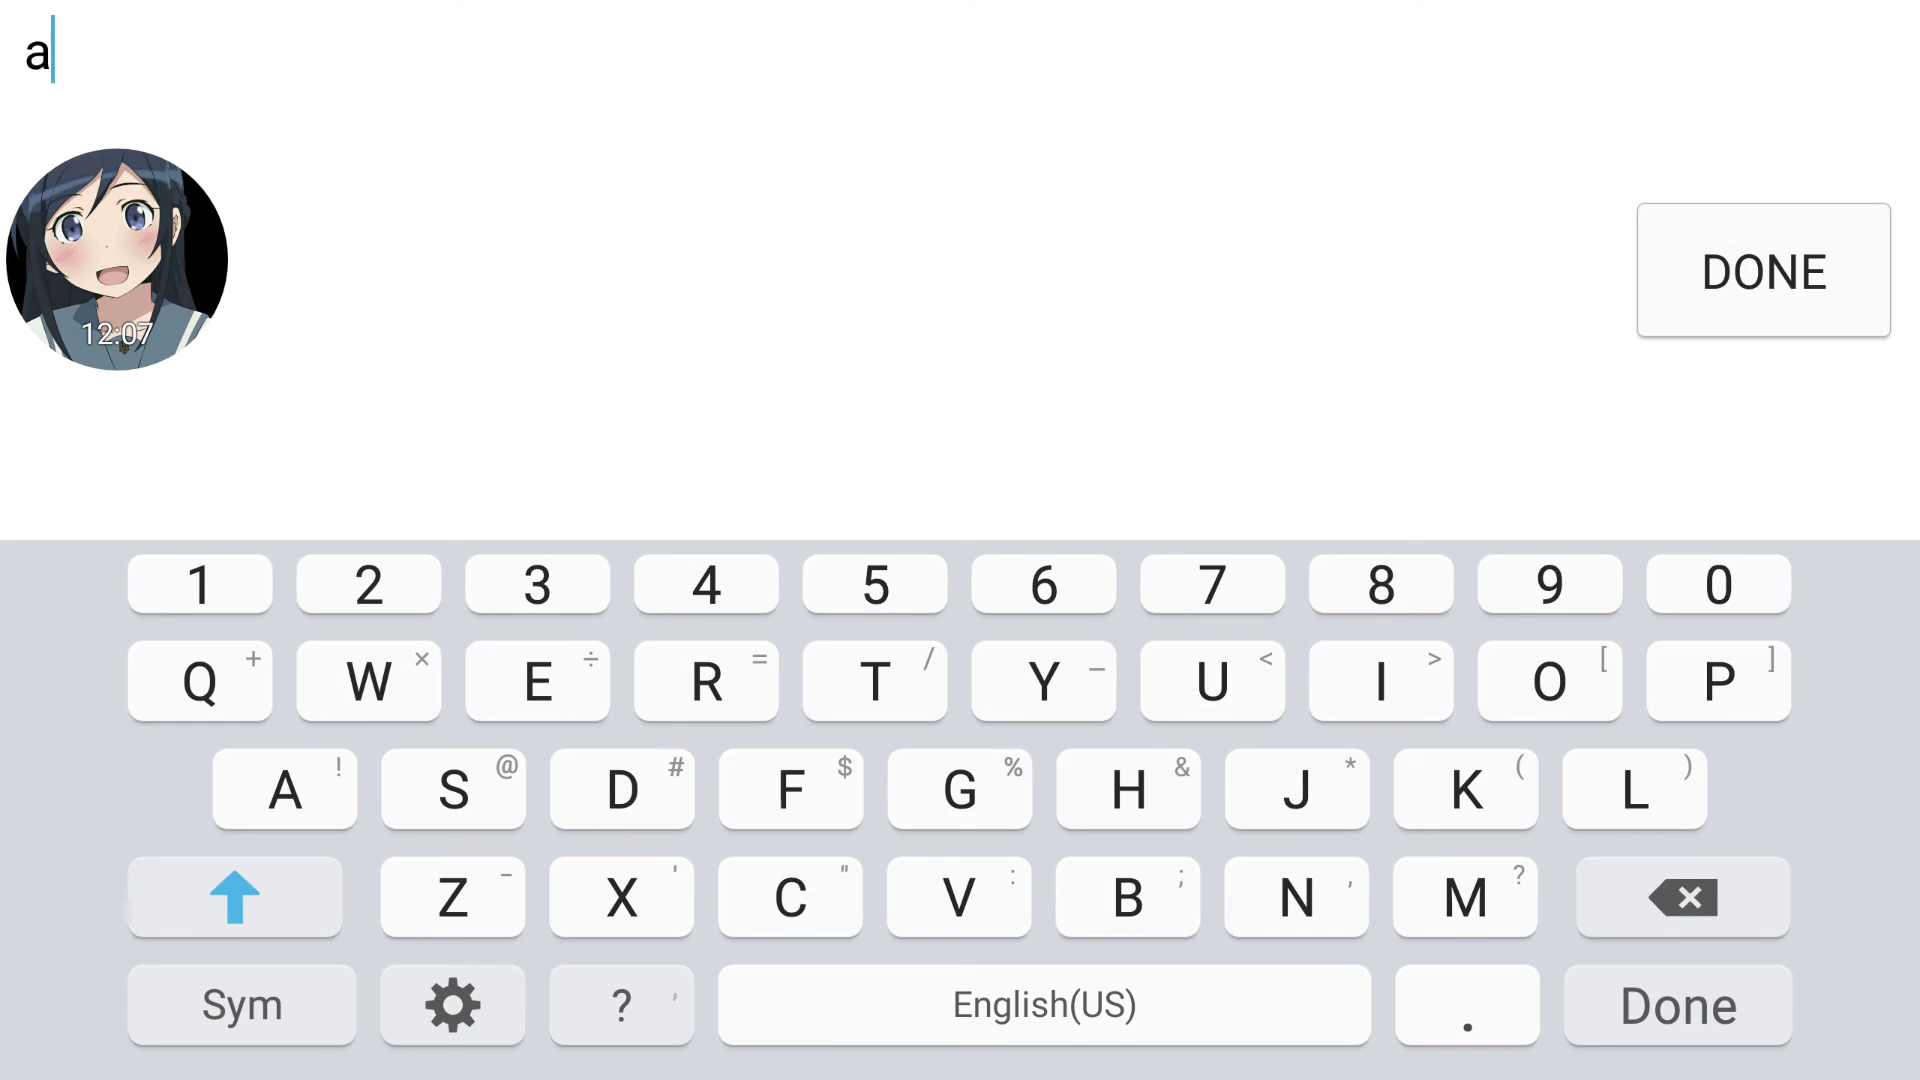 a
12:07
DONE
1 2 3 4 5 6 7 8 9 0
Q + W × E ÷ R = T / Y _ U < I > O [ P ]
A ! S @ D # F $ G % H & J * K ( L )
Z - X ' C " V : B ; N , M ?
Sym ? , English(US) . Done